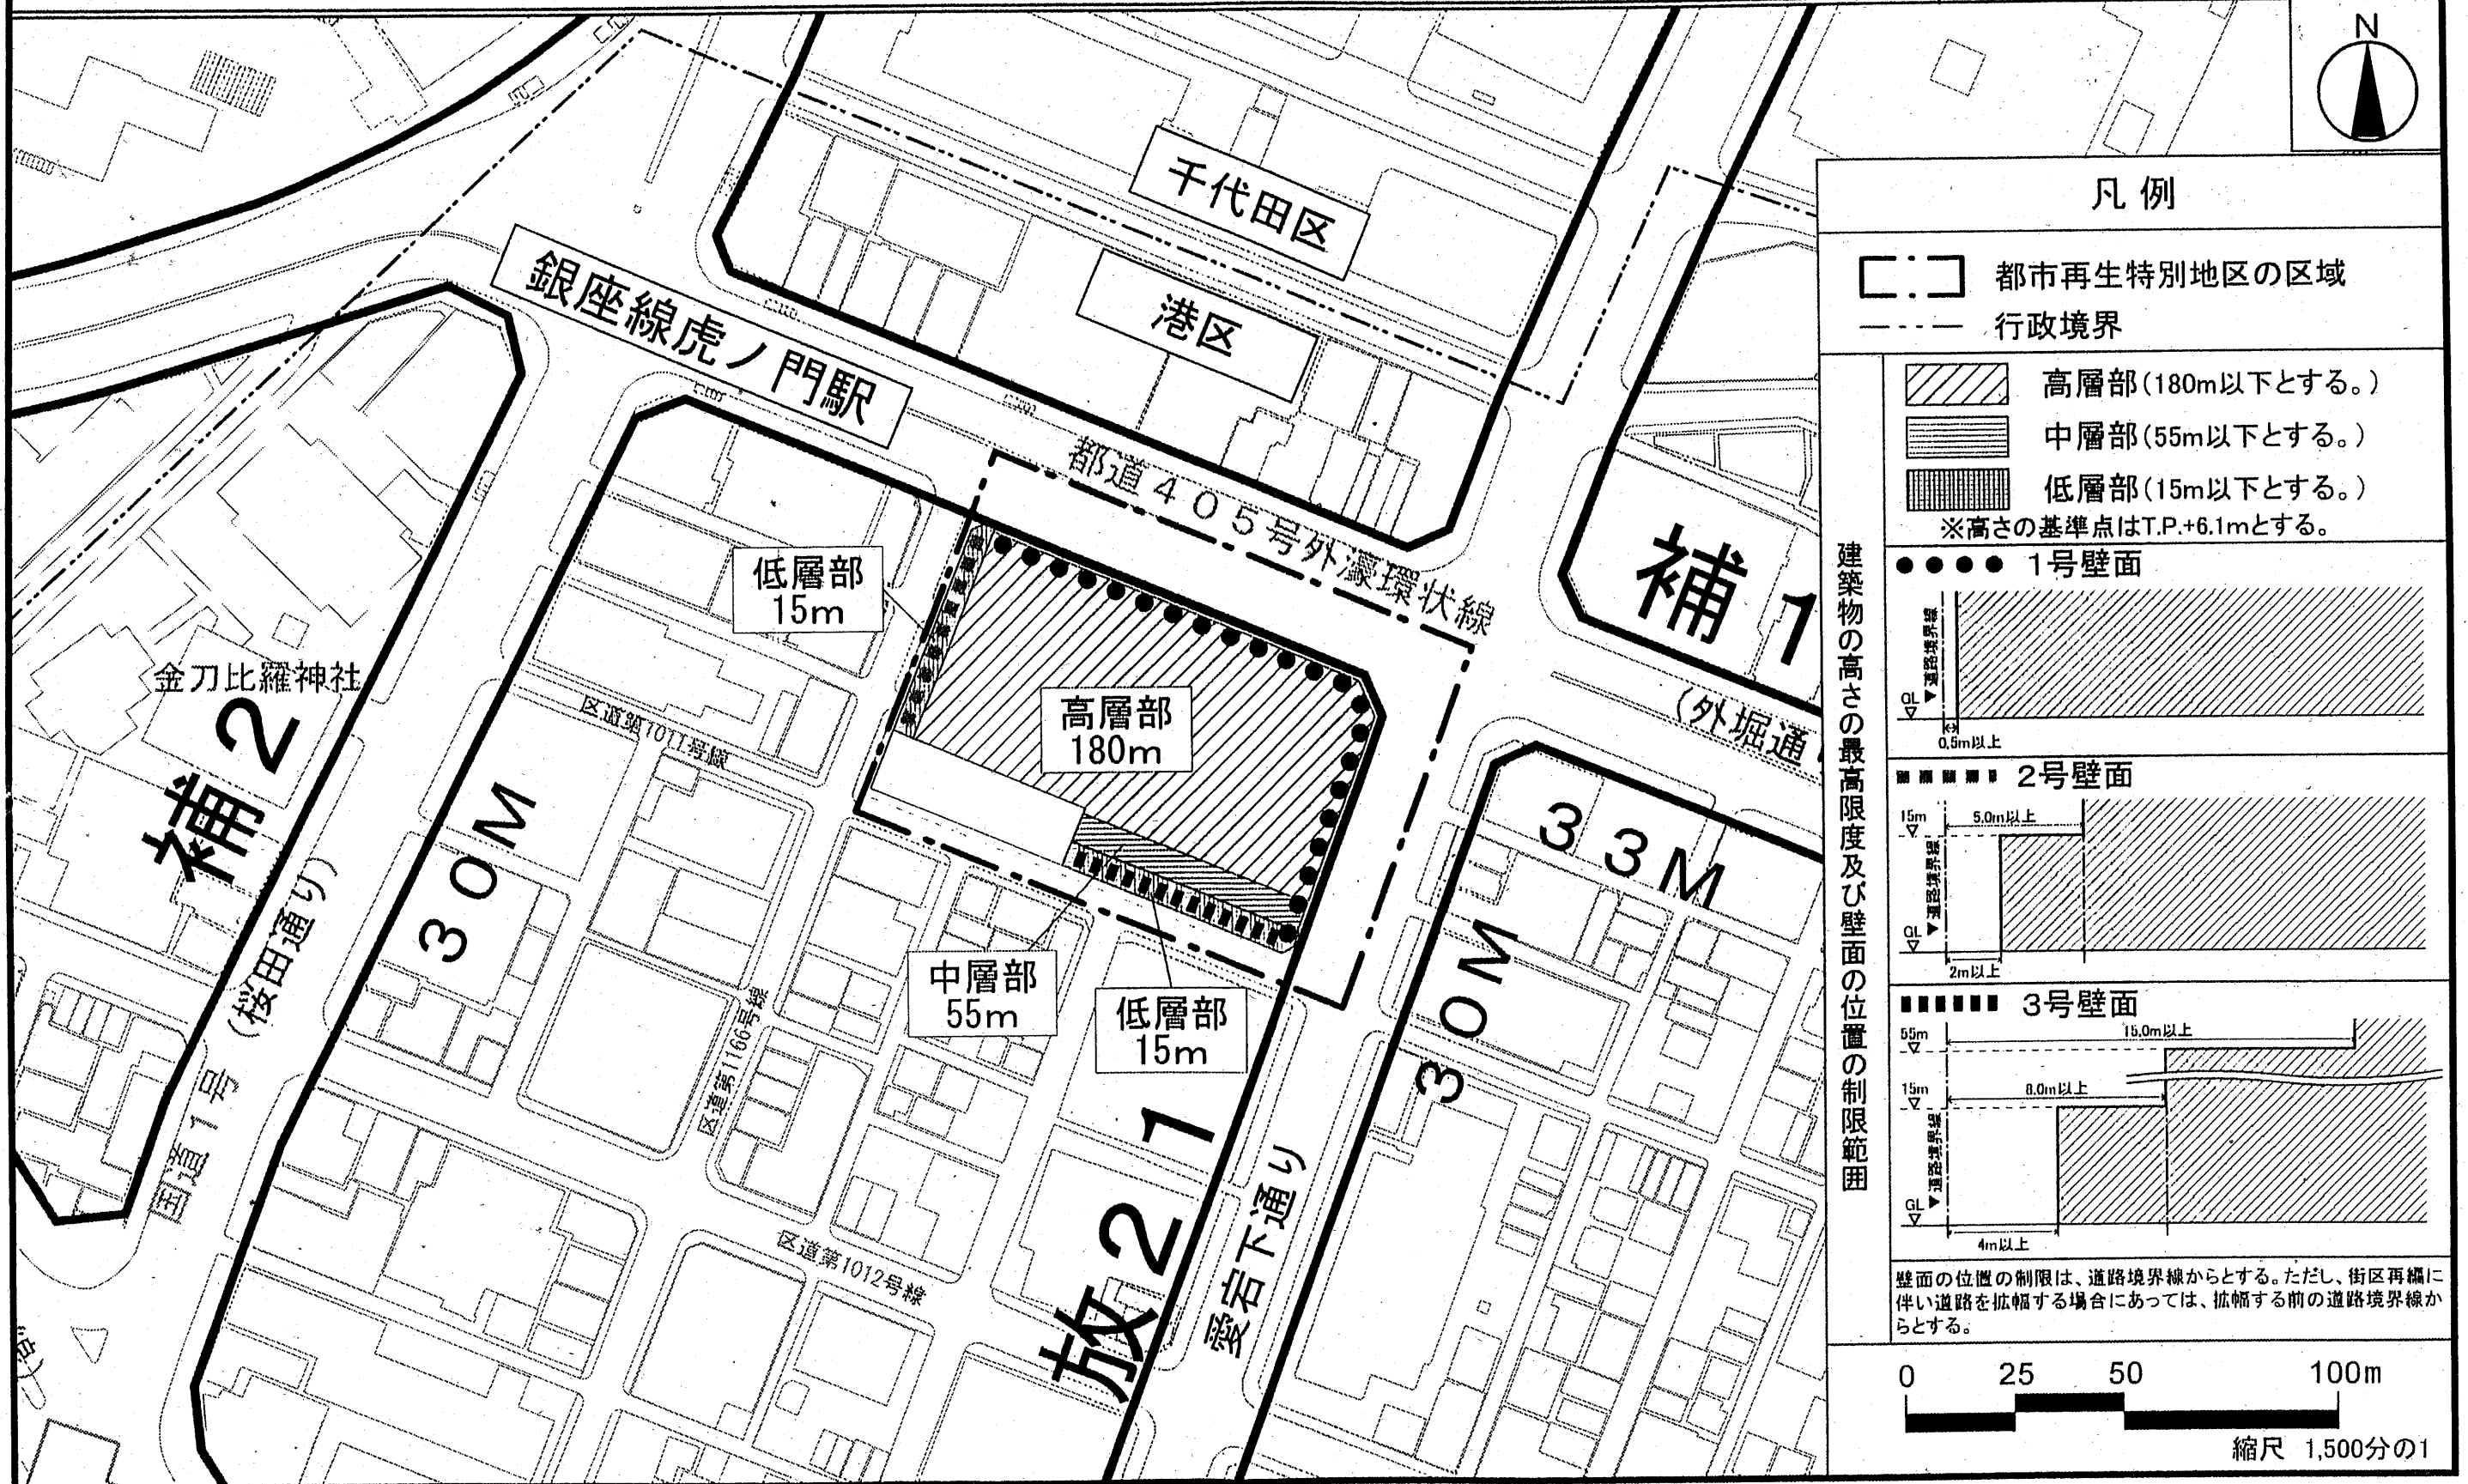 N
千代田区
港区
銀座線虎ノ門駅
都道405号外濠環状線
補1
(外堀通
低層部
15m
高層部
180m
金刀比羅神社
補2
区道第1011号線
30M
33M
国道1号
(桜田通り)
中層部
55m
低層部
15m
30M
区道第1166号線
区道第1012号線
放21
愛宕下通り
凡例
都市再生特別地区の区域
行政境界
建築物の高さの最高限度及び壁面の位置の制限範囲
高層部(180m以下とする。)
中層部(55m以下とする。)
低層部(15m以下とする。)
※高さの基準点はT.P.+6.1mとする。
1号壁面
道路境界線
GL
0.5m以上
2号壁面
15m
5.0m以上
道路境界線
GL
2m以上
3号壁面
55m
15.0m以上
15m
8.0m以上
道路境界線
GL
4m以上
壁面の位置の制限は、道路境界線からとする。ただし、街区再編に
伴い道路を拡幅する場合にあっては、拡幅する前の道路境界線か
らとする。
0 25 50 100m
縮尺 1,500分の1